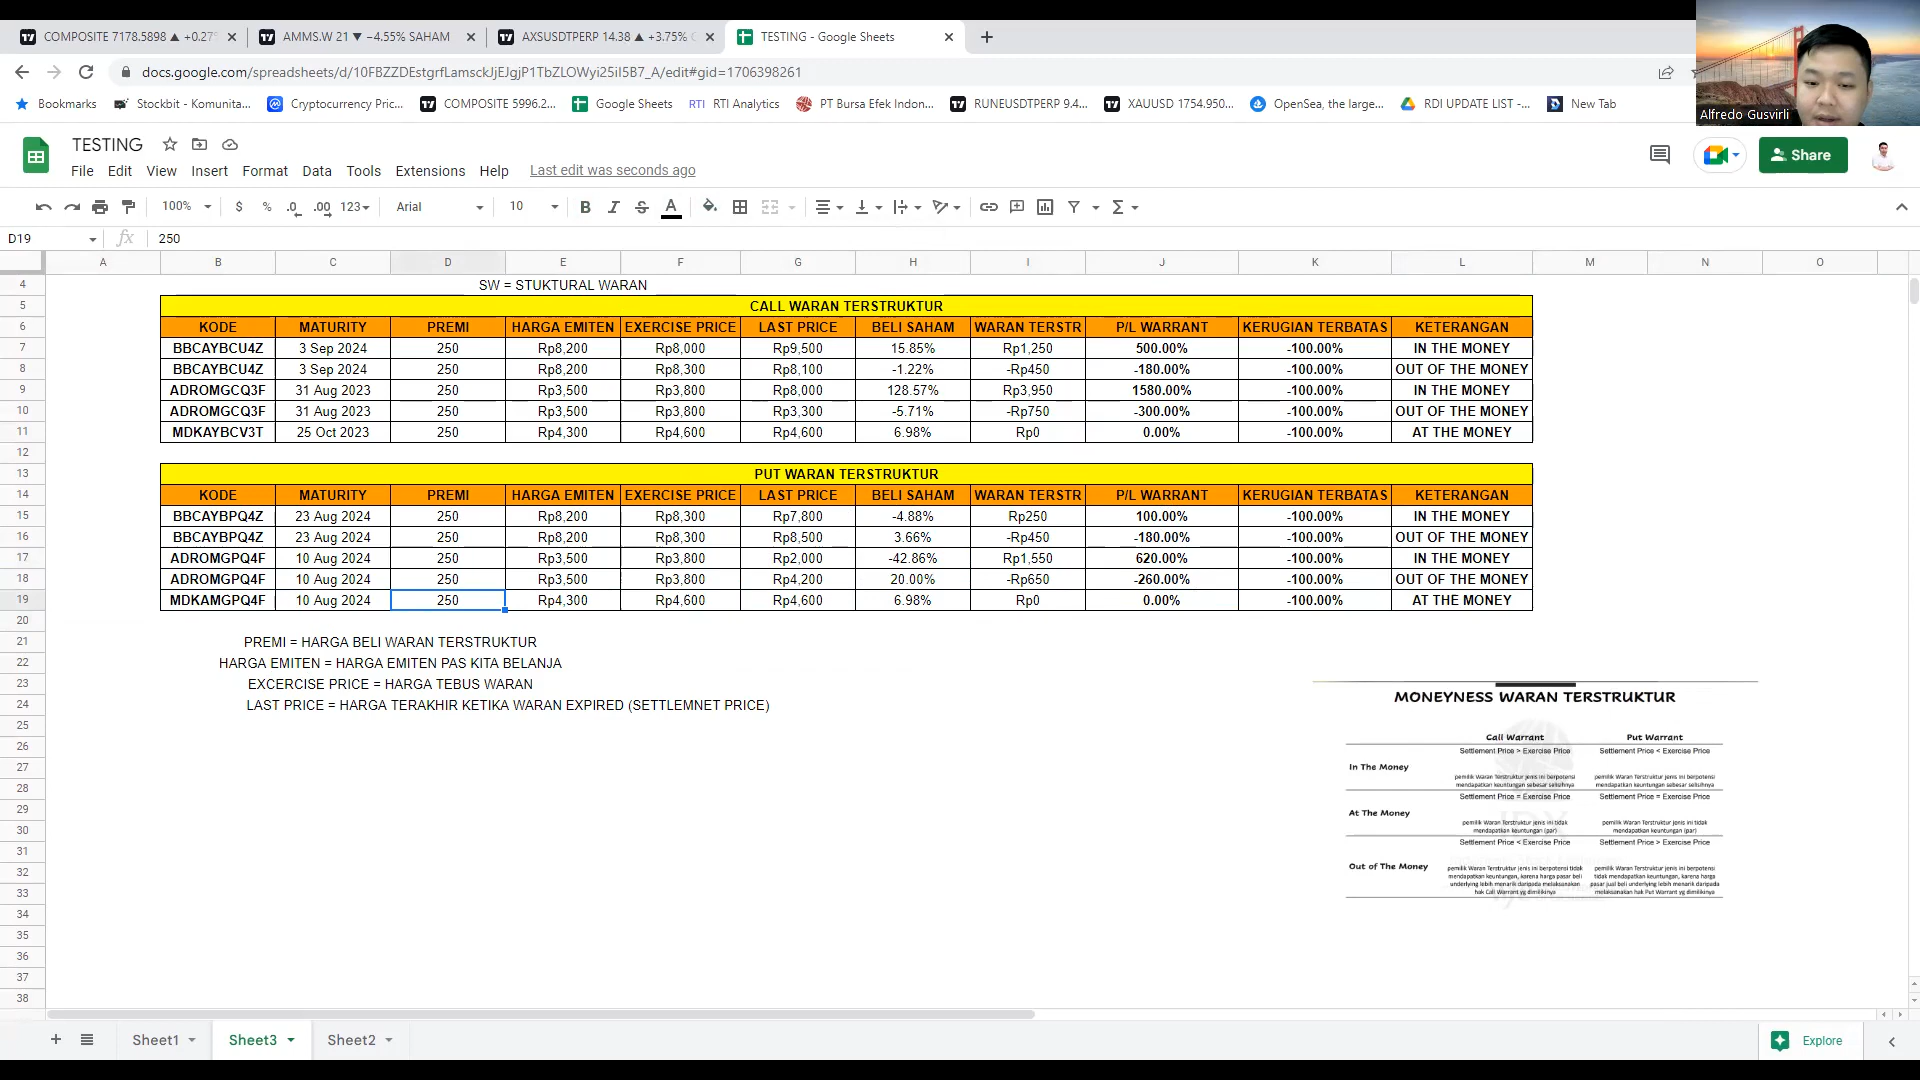 COMPOSITE 7178.5898 ▲ +0.27%
AMMS.W 21 ▼ −4.55% SAHAM
AXSUSDTPERP 14.38 ▲ +3.75%
TESTING - Google Sheets
docs.google.com/spreadsheets/d/10FBZZDEstgrfLamsckJjEJgjP1TbZLOWyi25iI5B7_A/edit#gid=1706398261
Bookmarks Stockbit - Komunita... Cryptocurrency Pric... COMPOSITE 5996.2... Google Sheets RTI RTI Analytics PT Bursa Efek Indon... RUNEUSDTPERP 9.4... XAUUSD 1754.950... OpenSea, the large... RDI UPDATE LIST -... New Tab
Alfredo Gusvirli
TESTING
File Edit View Insert Format Data Tools Extensions Help Last edit was seconds ago
Share
100% $ % .0 .00 123 Arial 10 B I S A
D19 fx 250
A B C D E F G H I J K L M N O
4 SW = STUKTURAL WARAN
5 CALL WARAN TERSTRUKTUR
6 KODE MATURITY PREMI HARGA EMITEN EXERCISE PRICE LAST PRICE BELI SAHAM WARAN TERSTR P/L WARRANT KERUGIAN TERBATAS KETERANGAN
7 BBCAYBCU4Z 3 Sep 2024 250 Rp8,200 Rp8,000 Rp9,500 15.85% Rp1,250 500.00% -100.00% IN THE MONEY
8 BBCAYBCU4Z 3 Sep 2024 250 Rp8,200 Rp8,300 Rp8,100 -1.22% -Rp450 -180.00% -100.00% OUT OF THE MONEY
9 ADROMGCQ3F 31 Aug 2023 250 Rp3,500 Rp3,800 Rp8,000 128.57% Rp3,950 1580.00% -100.00% IN THE MONEY
10 ADROMGCQ3F 31 Aug 2023 250 Rp3,500 Rp3,800 Rp3,300 -5.71% -Rp750 -300.00% -100.00% OUT OF THE MONEY
11 MDKAYBCV3T 25 Oct 2023 250 Rp4,300 Rp4,600 Rp4,600 6.98% Rp0 0.00% -100.00% AT THE MONEY
12
13 PUT WARAN TERSTRUKTUR
14 KODE MATURITY PREMI HARGA EMITEN EXERCISE PRICE LAST PRICE BELI SAHAM WARAN TERSTR P/L WARRANT KERUGIAN TERBATAS KETERANGAN
15 BBCAYBPQ4Z 23 Aug 2024 250 Rp8,200 Rp8,300 Rp7,800 -4.88% Rp250 100.00% -100.00% IN THE MONEY
16 BBCAYBPQ4Z 23 Aug 2024 250 Rp8,200 Rp8,300 Rp8,500 3.66% -Rp450 -180.00% -100.00% OUT OF THE MONEY
17 ADROMGPQ4F 10 Aug 2024 250 Rp3,500 Rp3,800 Rp2,000 -42.86% Rp1,550 620.00% -100.00% IN THE MONEY
18 ADROMGPQ4F 10 Aug 2024 250 Rp3,500 Rp3,800 Rp4,200 20.00% -Rp650 -260.00% -100.00% OUT OF THE MONEY
19 MDKAMGPQ4F 10 Aug 2024 250 Rp4,300 Rp4,600 Rp4,600 6.98% Rp0 0.00% -100.00% AT THE MONEY
20
21 PREMI = HARGA BELI WARAN TERSTRUKTUR
22 HARGA EMITEN = HARGA EMITEN PAS KITA BELANJA
23 EXCERCISE PRICE = HARGA TEBUS WARAN
24 LAST PRICE = HARGA TERAKHIR KETIKA WARAN EXPIRED (SETTLEMNET PRICE)
25
26
27
28
29
30
31
32
33
34
35
36
37
38
MONEYNESS WARAN TERSTRUKTUR
Call Warrant Put Warrant
Settlement Price > Exercise Price Settlement Price < Exercise Price
In The Money
pemilik Waran Terstruktur jenis ini berpotensi pemilik Waran Terstruktur jenis ini berpotensi
mendapatkan keuntungan sebesar selisihnya mendapatkan keuntungan sebesar selisihnya
Settlement Price = Exercise Price Settlement Price = Exercise Price
At The Money
pemilik Waran Terstruktur jenis ini tidak pemilik Waran Terstruktur jenis ini tidak
mendapatkan keuntungan (par) mendapatkan keuntungan (par)
Settlement Price < Exercise Price Settlement Price > Exercise Price
Out of The Money
pemilik Waran Terstruktur jenis ini berpotensi tidak pemilik Waran Terstruktur jenis ini berpotensi
mendapatkan keuntungan, karena harga pasar beli tidak mendapatkan keuntungan, karena harga
underlying lebih menarik daripada melaksanakan pasar jual beli underlying lebih menarik daripada
hak Call Warrant yg dimilikinya melaksanakan hak Put Warrant yg dimilikinya
Sheet1 Sheet3 Sheet2
Explore